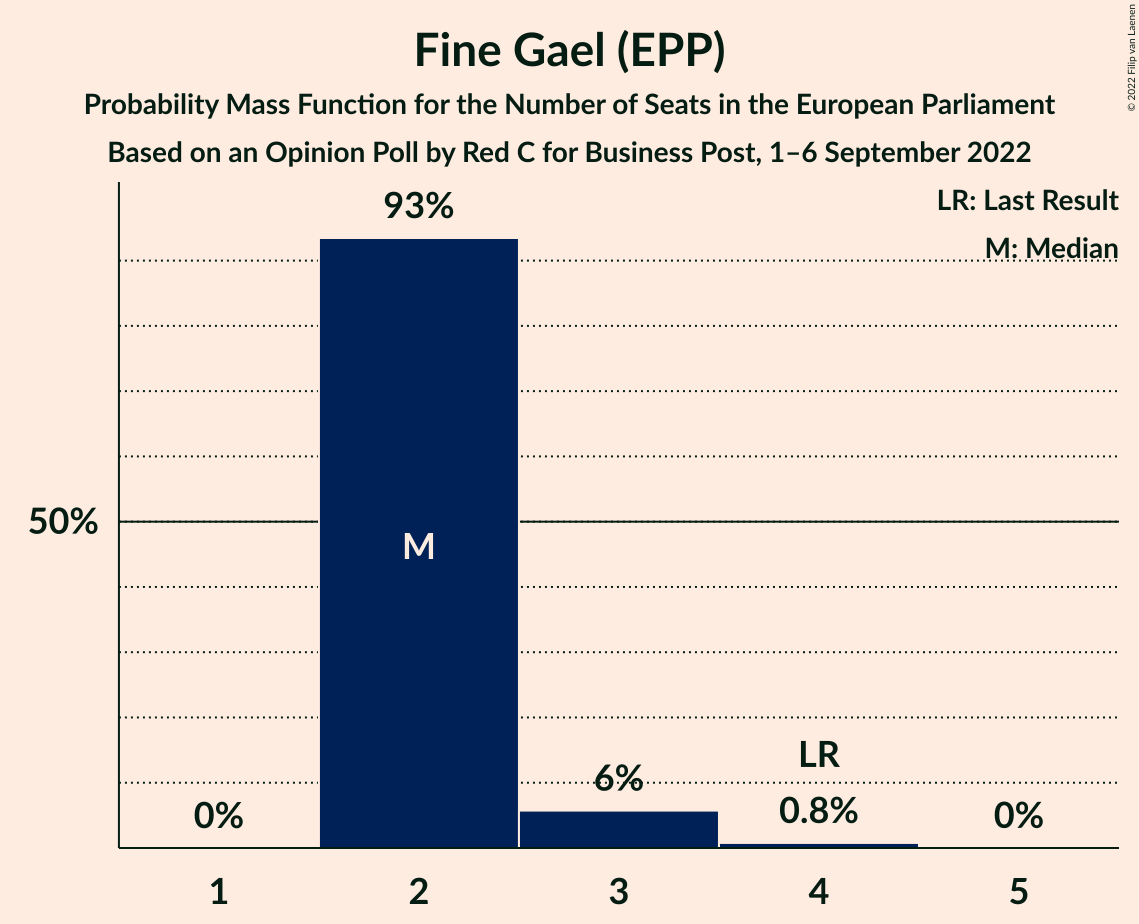 Fine Gael (EPP)
Probability Mass Function for the Number of Seats in the European Parliament
Based on an Opinion Poll by Red C for Business Post, 1–6 September 2022
© 2022 Filip van Laenen
LR: Last Result
M: Median
93%
50%
M
LR
0%
6%
0.8%
0%
1
2
3
4
5